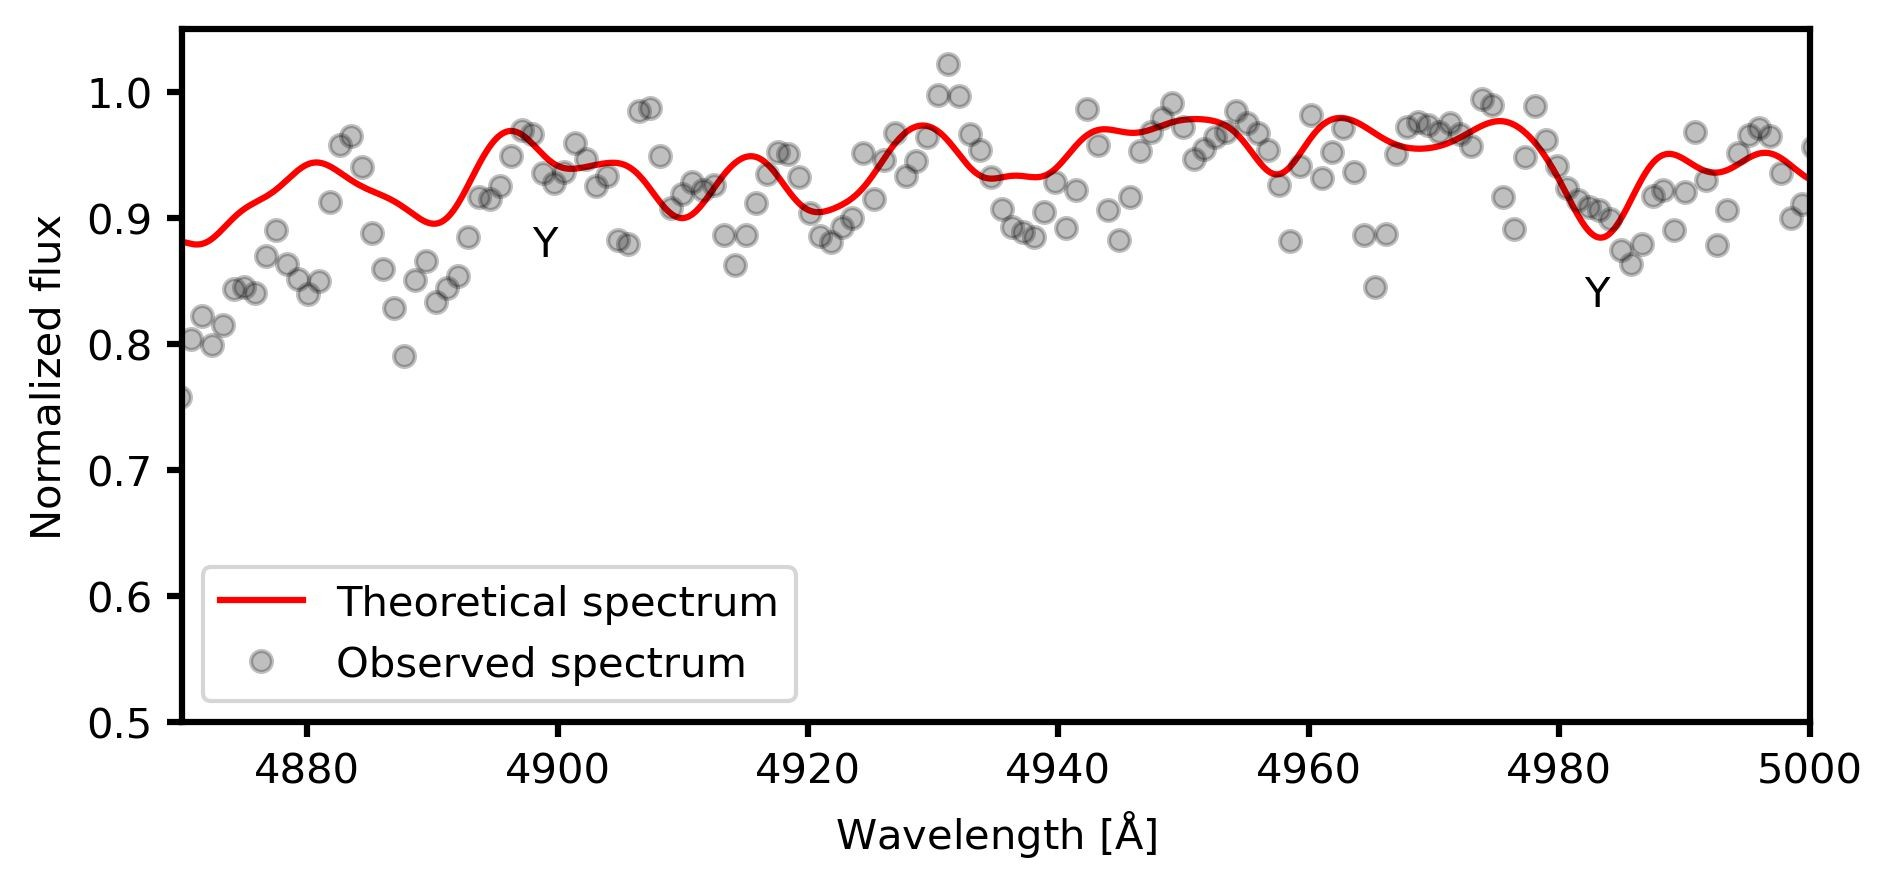 1.0
0.9
0.8
0.7
0.6
0.5
Normalized flux
Y
Y
Theoretical spectrum
Observed spectrum
4880 4900 4920 4940 4960 4980 5000
Wavelength [Å]